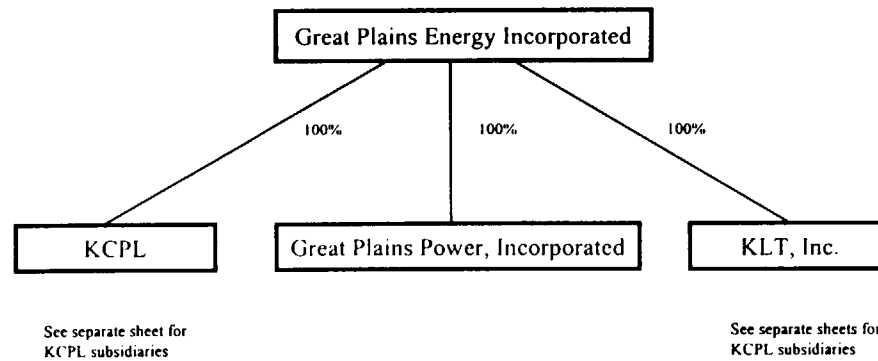 Great Plains Energy Incorporated
100% 100% 100%
KCPL Great Plains Power, Incorporated KLT, Inc.
See separate sheet for
KCPL subsidiaries
See separate sheets for
KCPL subsidiaries